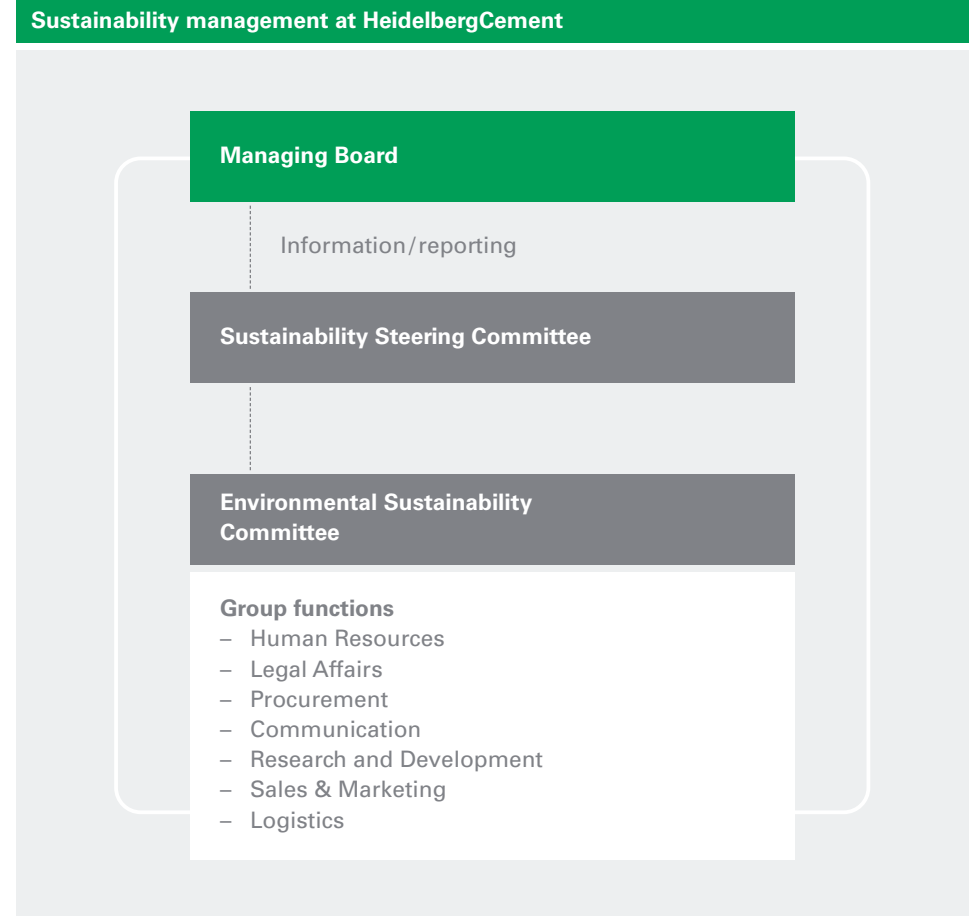 Sustainability management at HeidelbergCement
Managing Board
Information/reporting
Sustainability Steering Committee
Environmental Sustainability
Committee
Group functions
– Human Resources
– Legal Affairs
– Procurement
– Communication
– Research and Development
– Sales & Marketing
– Logistics